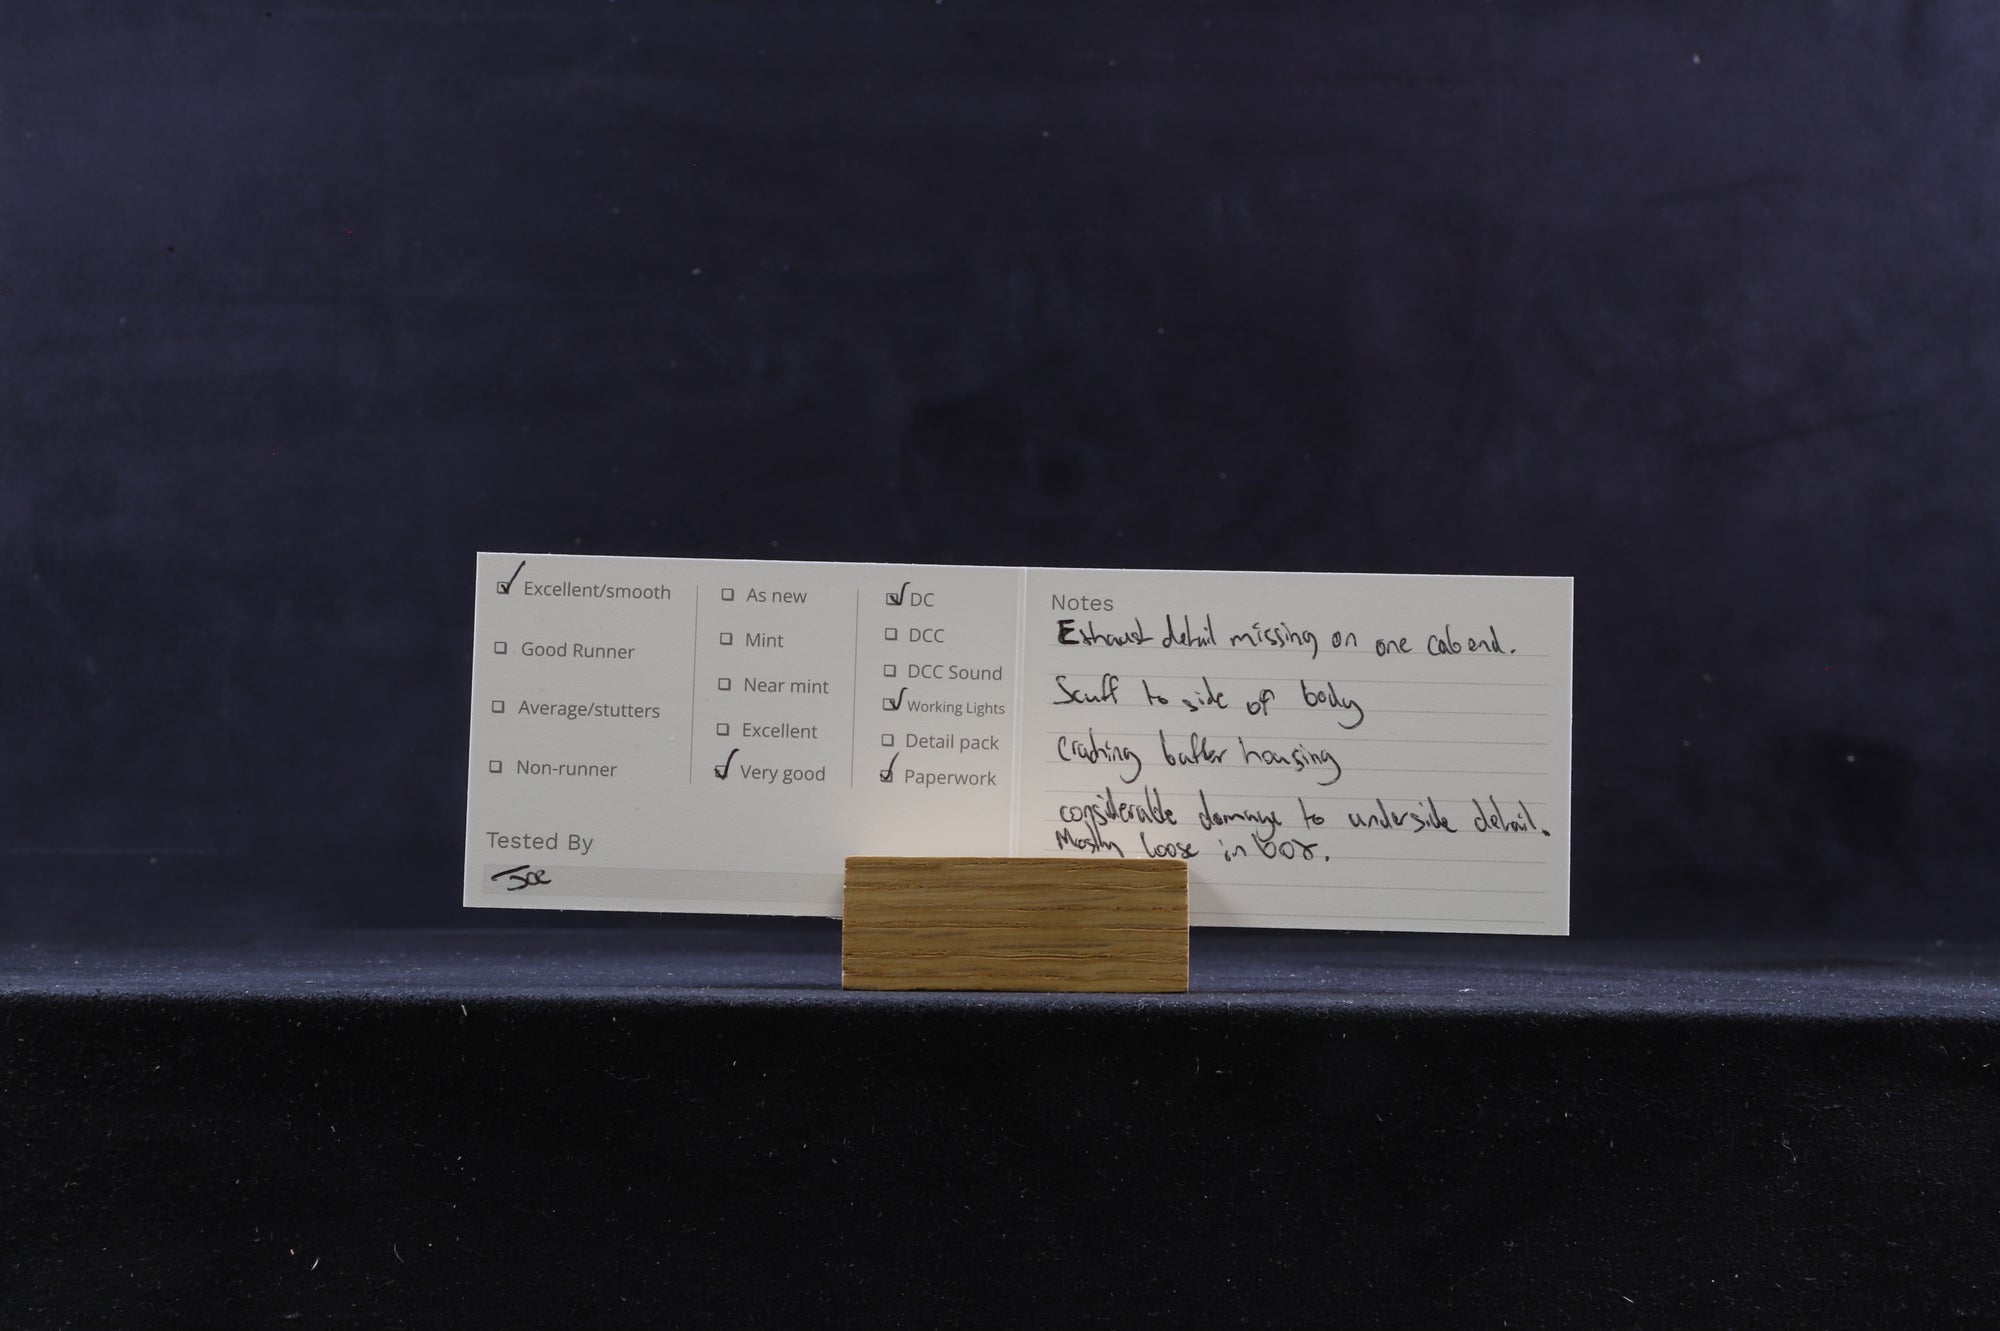 Excellent/smooth
Good Runner
Average/stutters
Non-runner
As new
Mint
Near mint
Excellent
Very good
DC
DCC
DCC Sound
Working Lights
Detail pack
Paperwork
Tested By
Joe
Notes
Exhaust detail missing on one cab end.
Scuff to side of body
housing
considerable damage to underside detail.
Mostly loose in box.